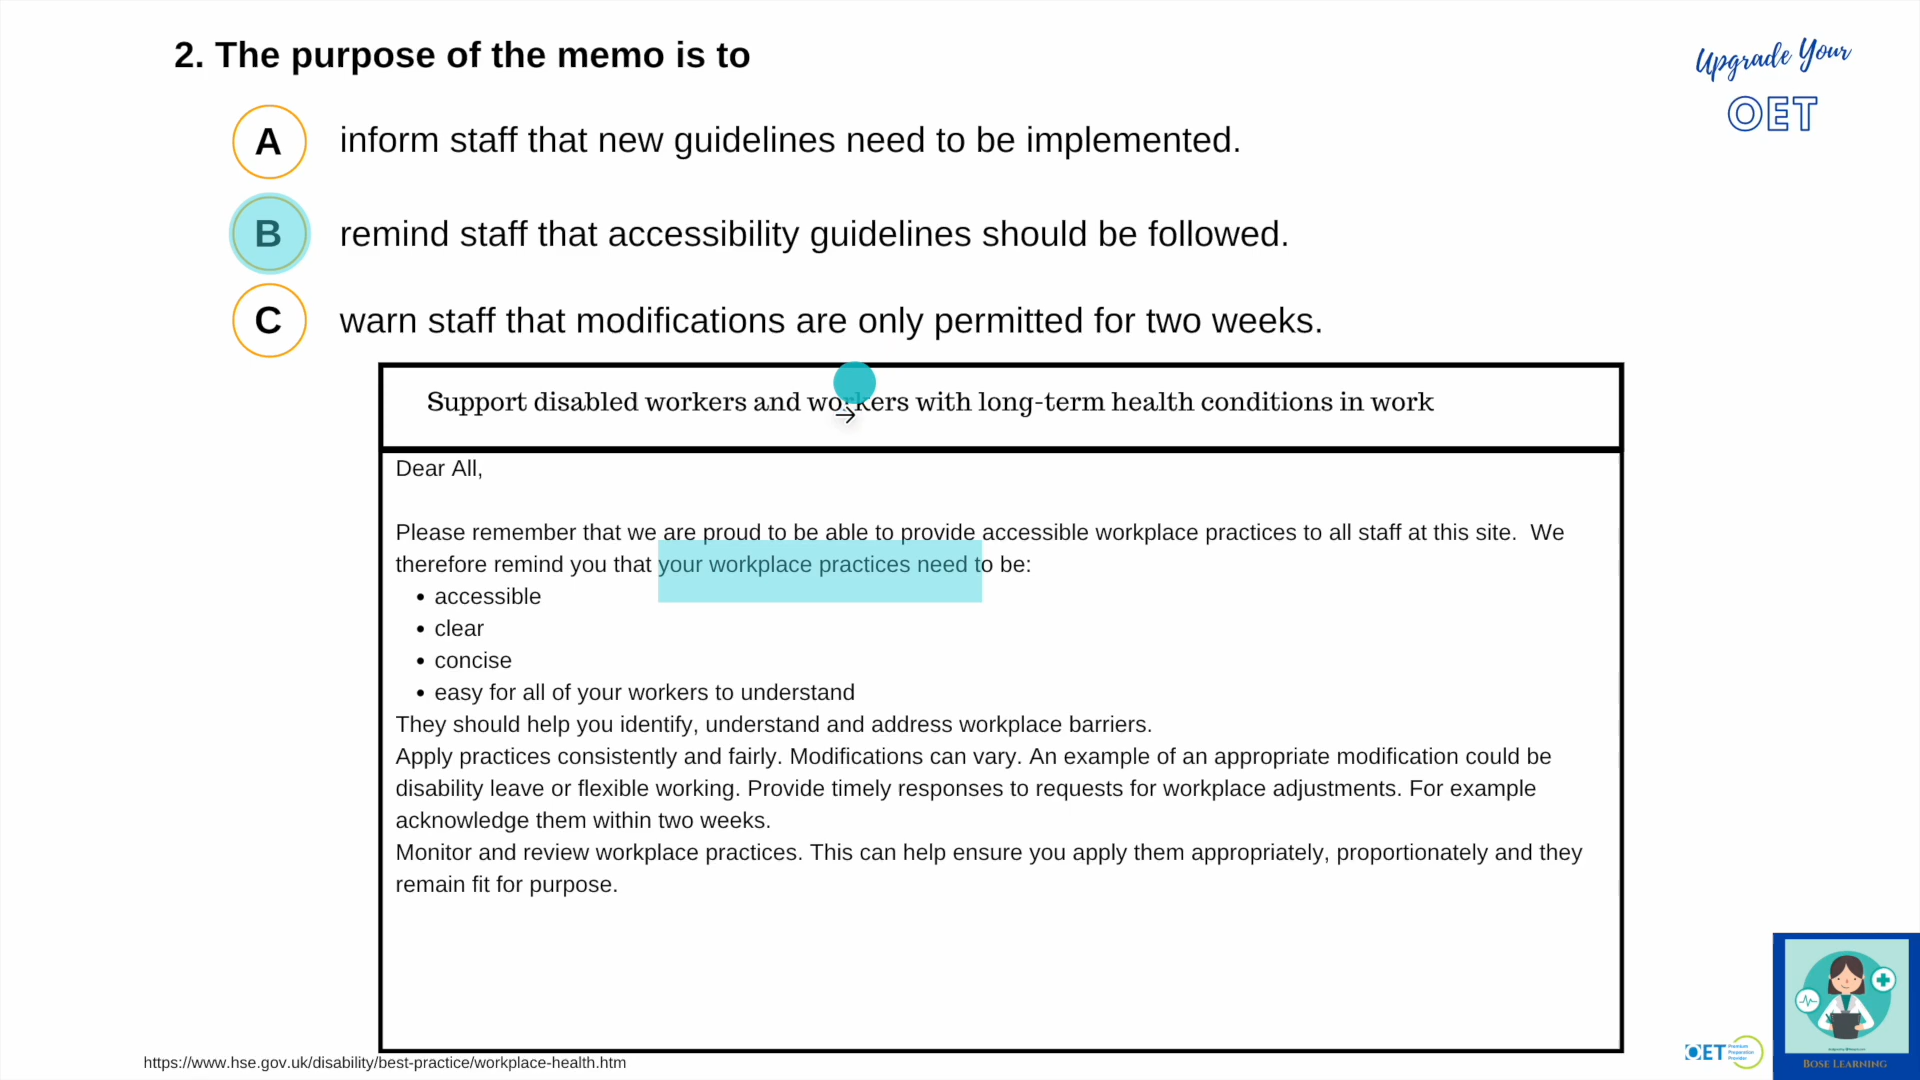 2. The purpose of the memo is to
Upgrade Your
OET
A inform staff that new guidelines need to be implemented.
B remind staff that accessibility guidelines should be followed.
C warn staff that modifications are only permitted for two weeks.
Support disabled workers and workers with long-term health conditions in work
Dear All,
Please remember that we are proud to be able to provide accessible workplace practices to all staff at this site.  We
therefore remind you that your workplace practices need to be:
• accessible
• clear
• concise
• easy for all of your workers to understand
They should help you identify, understand and address workplace barriers.
Apply practices consistently and fairly. Modifications can vary. An example of an appropriate modification could be
disability leave or flexible working. Provide timely responses to requests for workplace adjustments. For example
acknowledge them within two weeks.
Monitor and review workplace practices. This can help ensure you apply them appropriately, proportionately and they
remain fit for purpose.
https://www.hse.gov.uk/disability/best-practice/workplace-health.htm
OET
Premium
Preparation
Provider
BOSE LEARNING